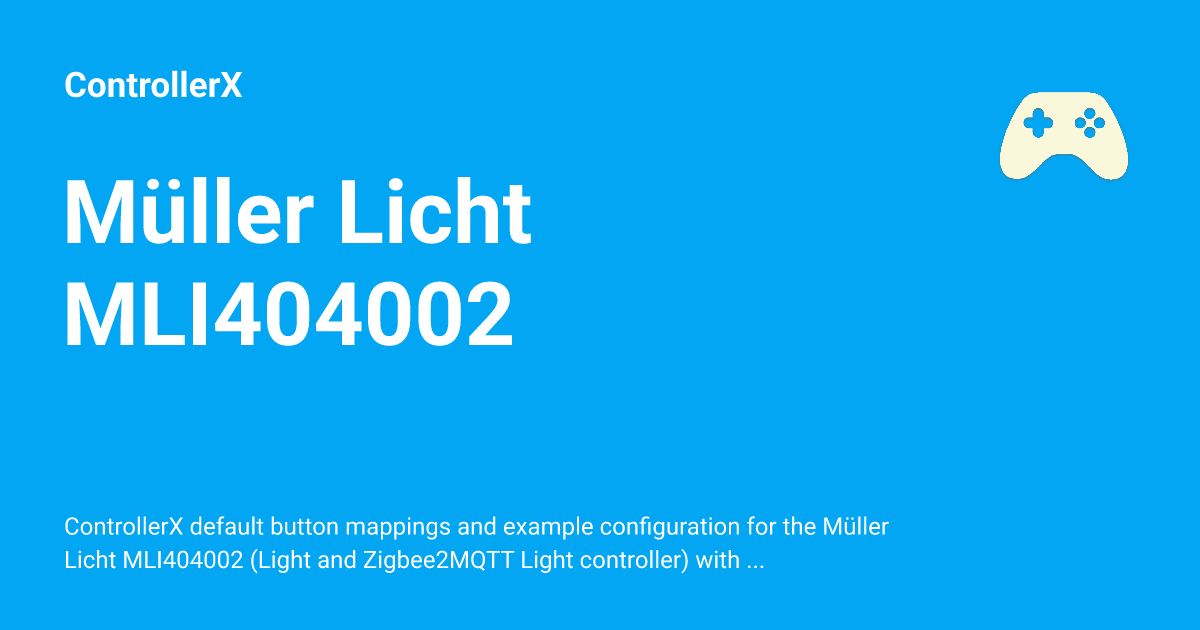 ControllerX
Müller Licht
MLI404002
ControllerX default button mappings and example configuration for the Müller
Licht MLI404002 (Light and Zigbee2MQTT Light controller) with ...